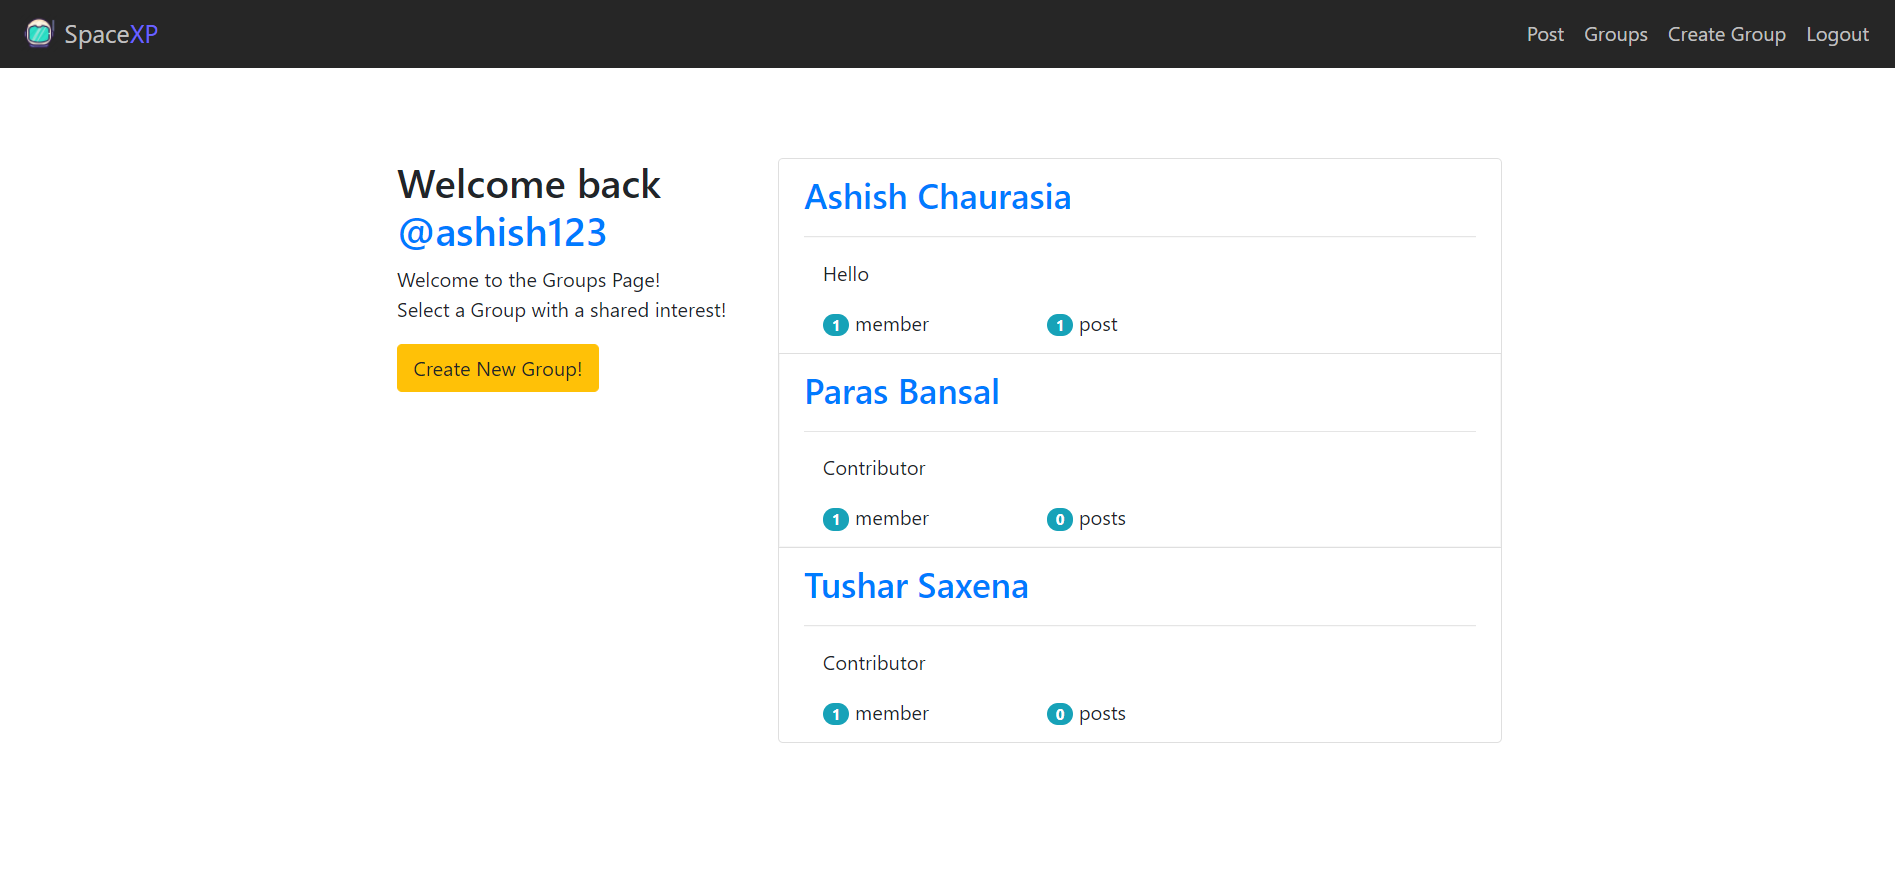 SpaceXP
Post Groups Create Group Logout
Welcome back
@ashish123
Welcome to the Groups Page!
Select a Group with a shared interest!
Create New Group!
Ashish Chaurasia
Hello
1 member 1 post
Paras Bansal
Contributor
1 member 0 posts
Tushar Saxena
Contributor
1 member 0 posts